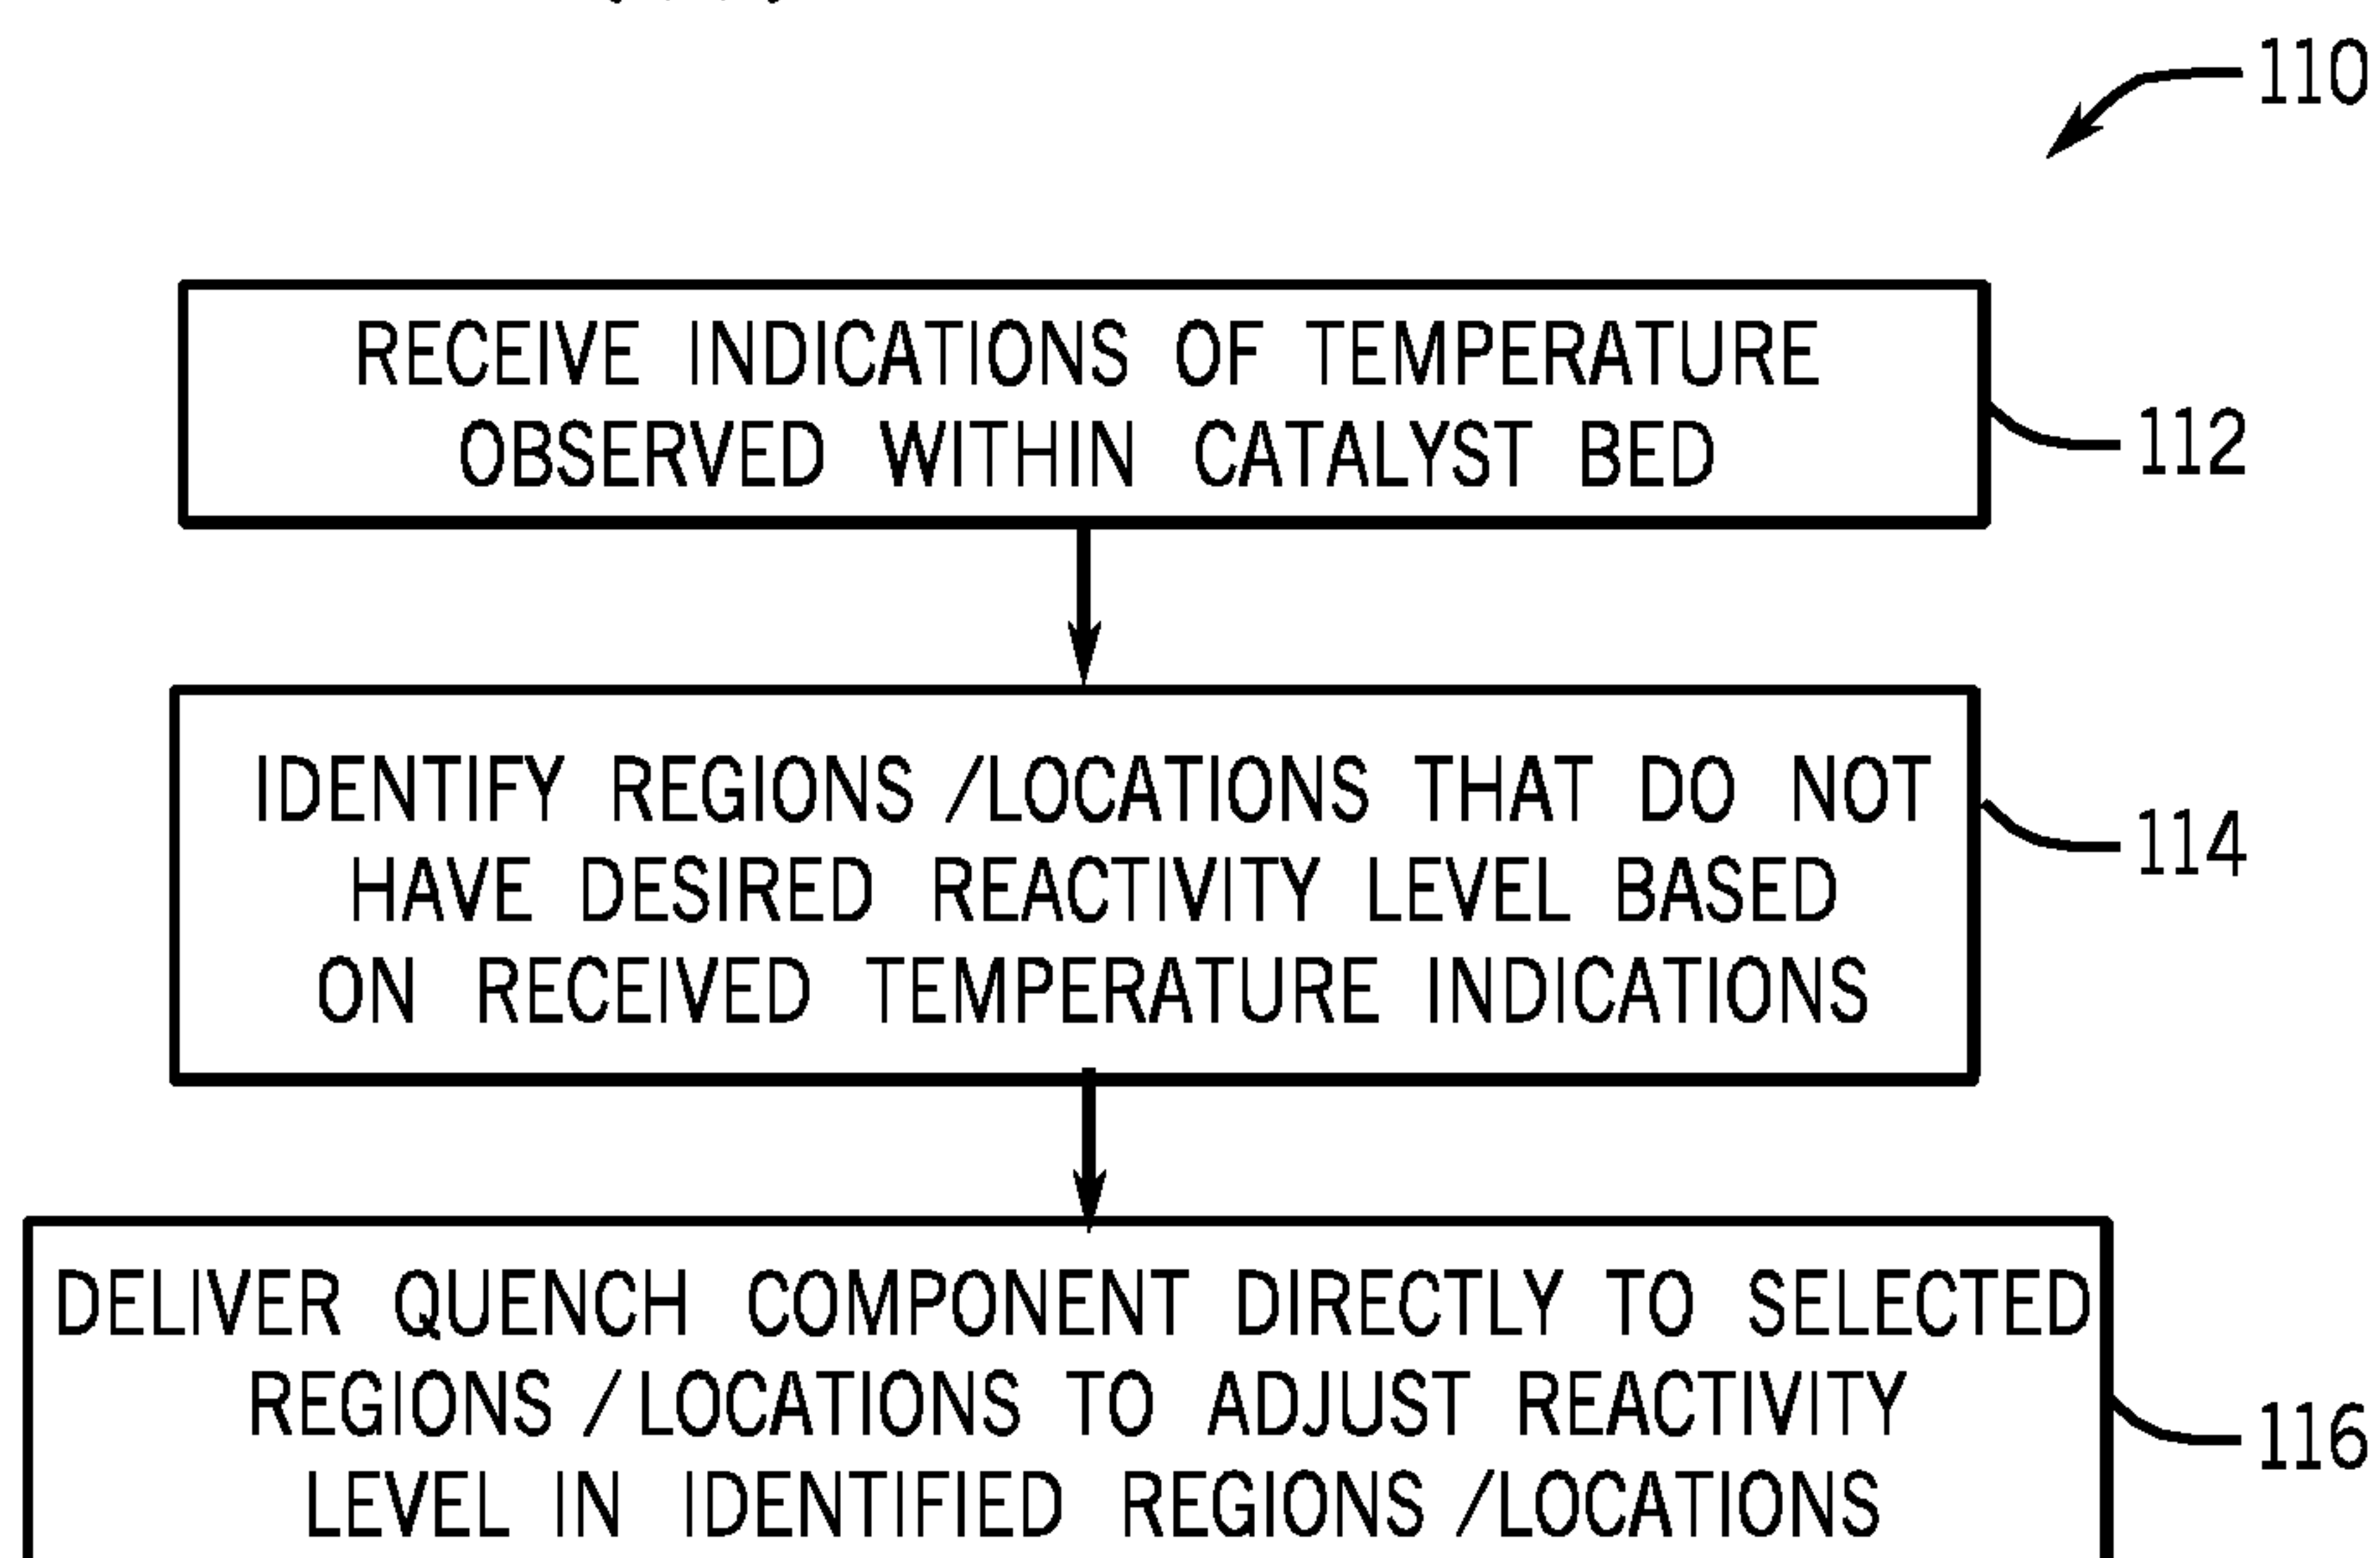 110
RECEIVE INDICATIONS OF TEMPERATURE
OBSERVED WITHIN CATALYST BED
112
IDENTIFY REGIONS /LOCATIONS THAT DO NOT
HAVE DESIRED REACTIVITY LEVEL BASED
ON RECEIVED TEMPERATURE INDICATIONS
114
DELIVER QUENCH COMPONENT DIRECTLY TO SELECTED
REGIONS /LOCATIONS TO ADJUST REACTIVITY
LEVEL IN IDENTIFIED REGIONS /LOCATIONS
116